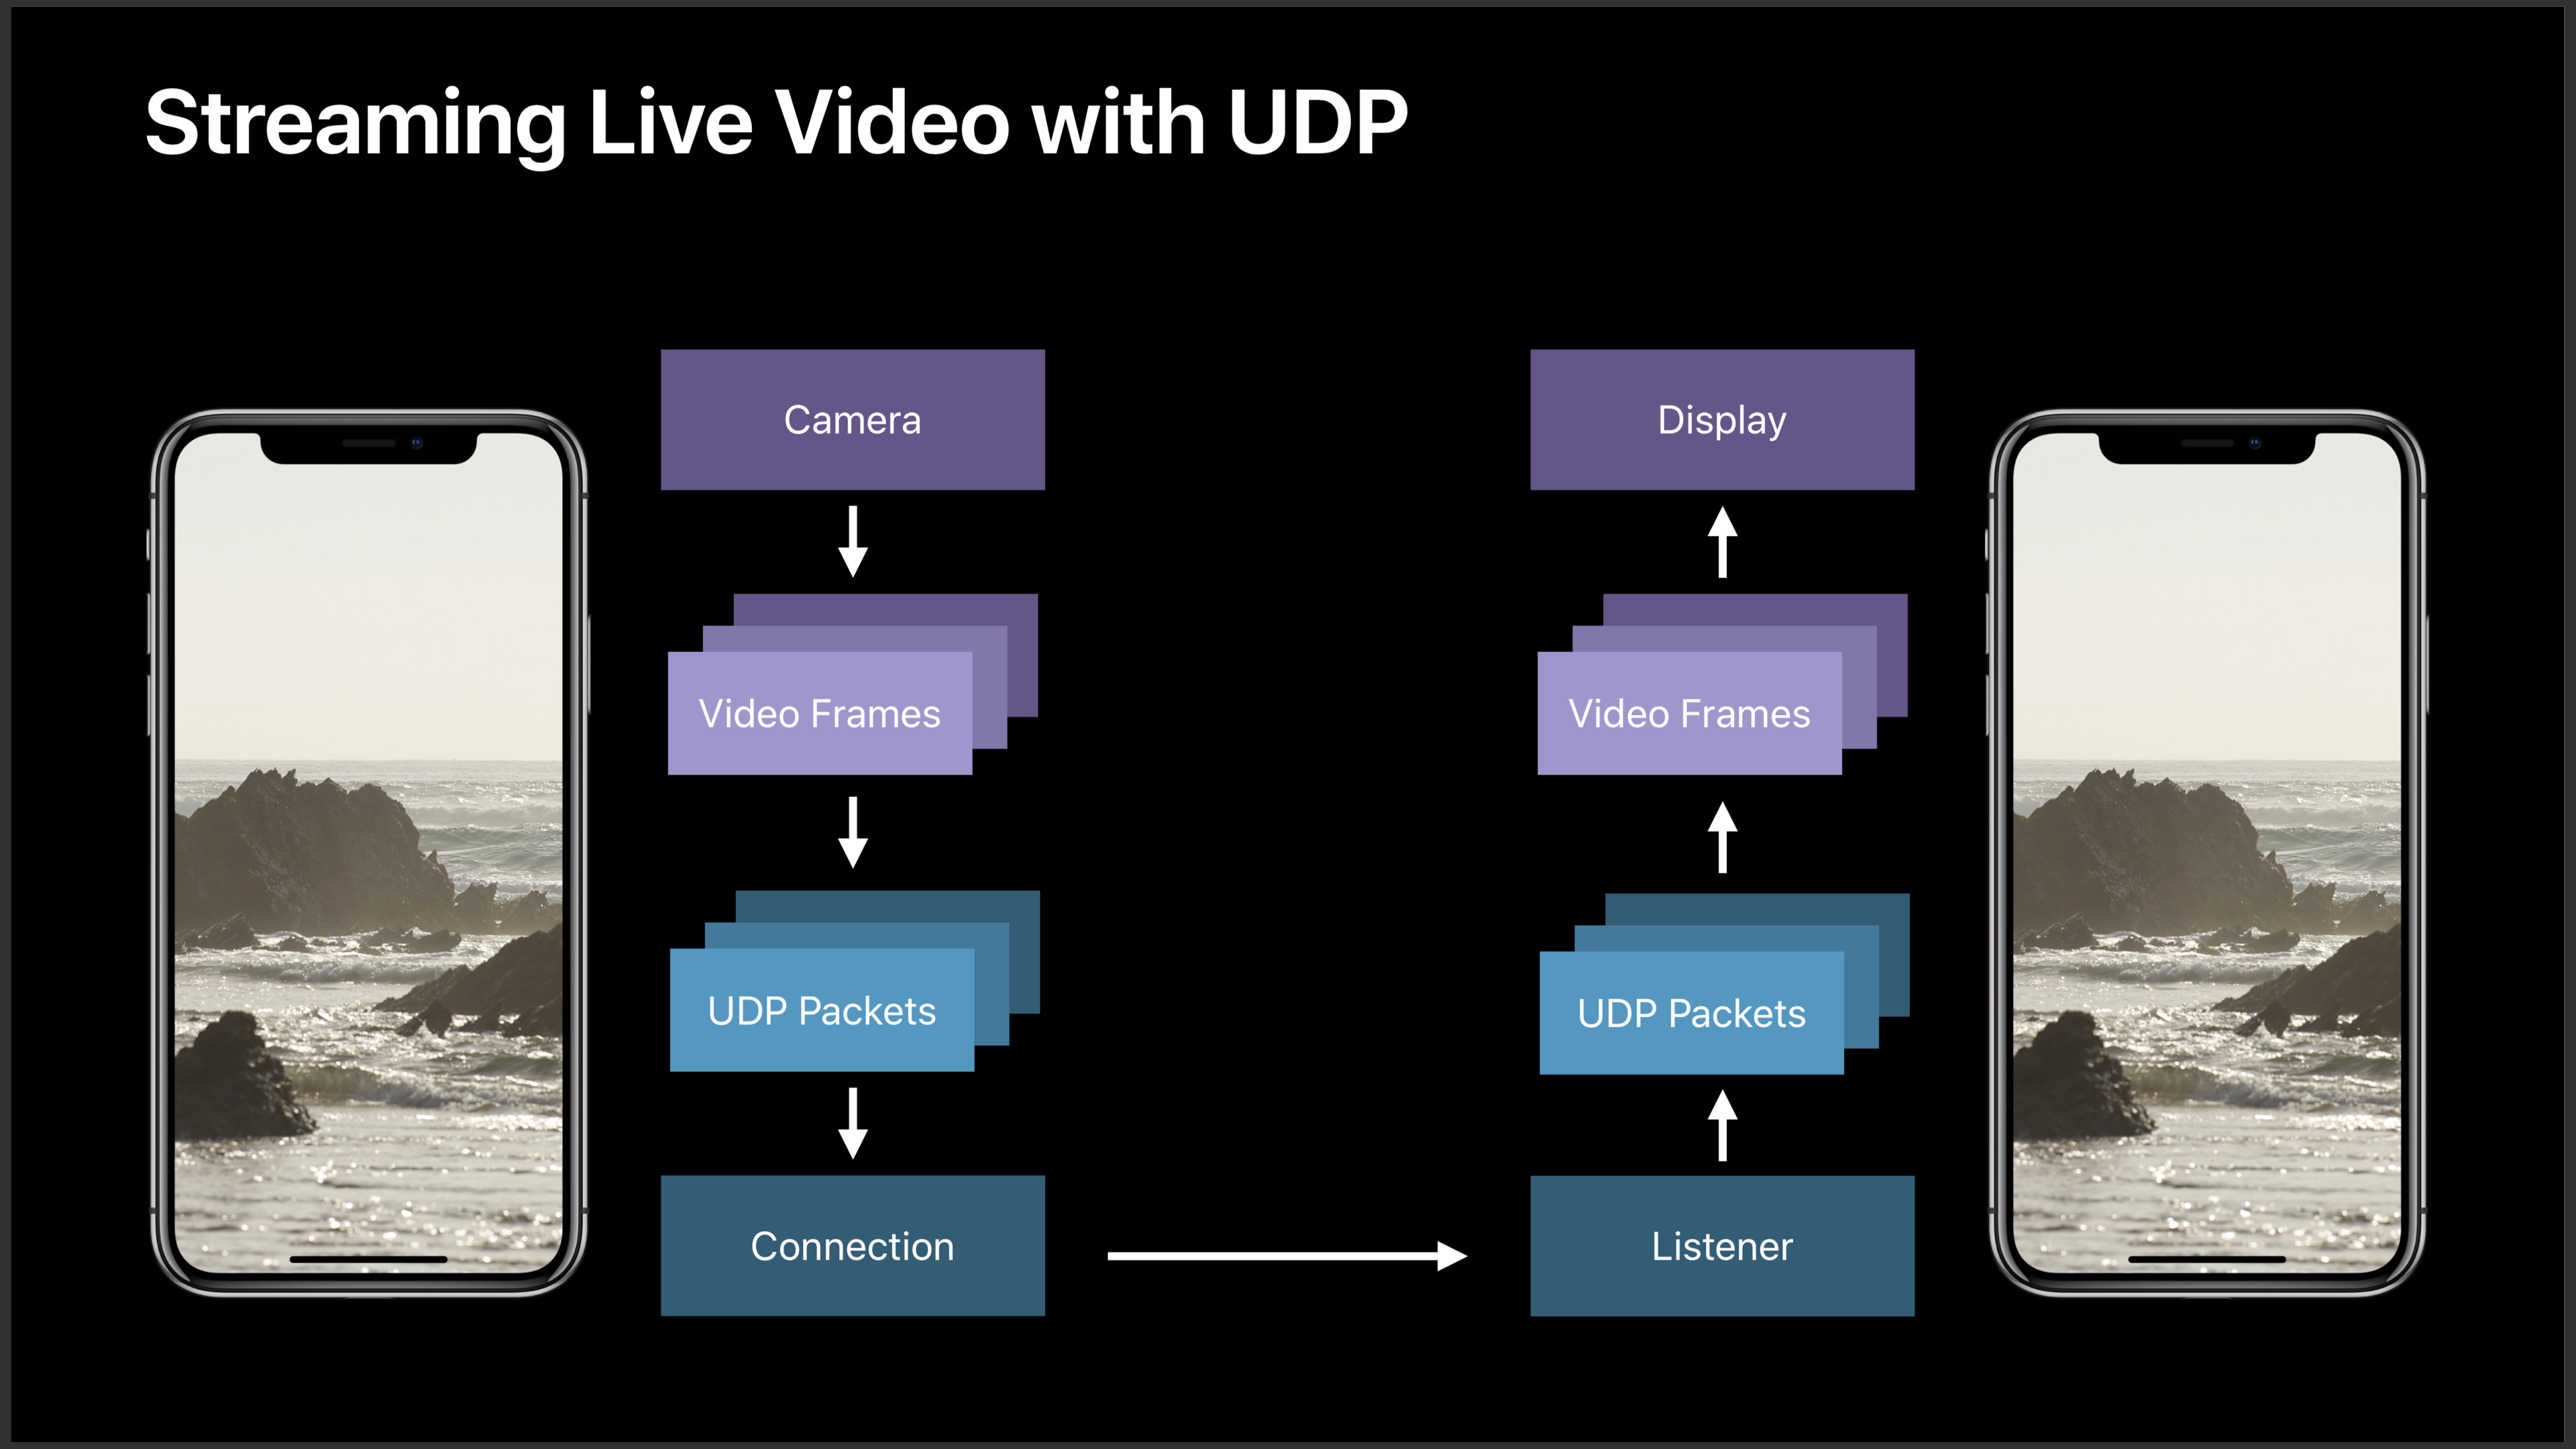 Streaming Live Video with UDP
Camera
Video Frames
UDP Packets
Connection
Display
Video Frames
UDP Packets
Listener